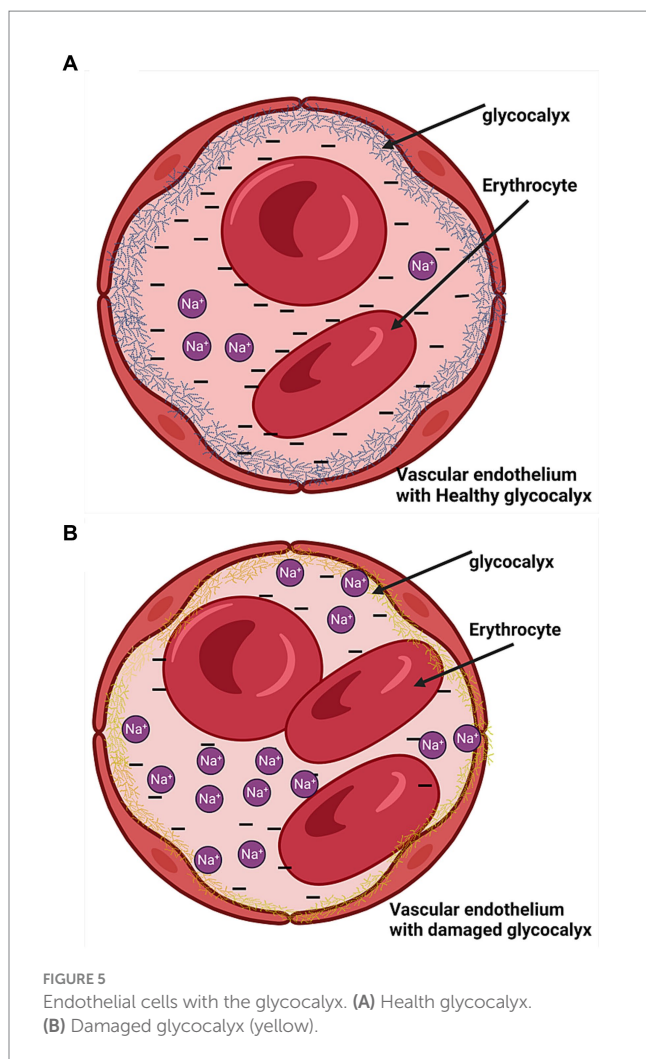 A
glycocalyx
Erythrocyte
Na⁺
Na⁺
Na⁺ Na⁺
Vascular endothelium
with Healthy glycocalyx
B
Na⁺ Na⁺
glycocalyx
Na⁺
Erythrocyte
Na⁺
Na⁺ Na⁺
Na⁺ Na⁺
Na⁺ Na⁺ Na⁺
Na⁺ Na⁺
Na⁺ Na⁺
Vascular endothelium
with damaged glycocalyx
FIGURE 5
Endothelial cells with the glycocalyx. (A) Health glycocalyx.
(B) Damaged glycocalyx (yellow).